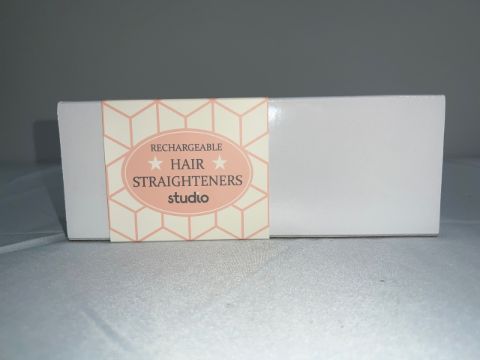 RECHARGEABLE
HAIR
STRAIGHTENERS
studio